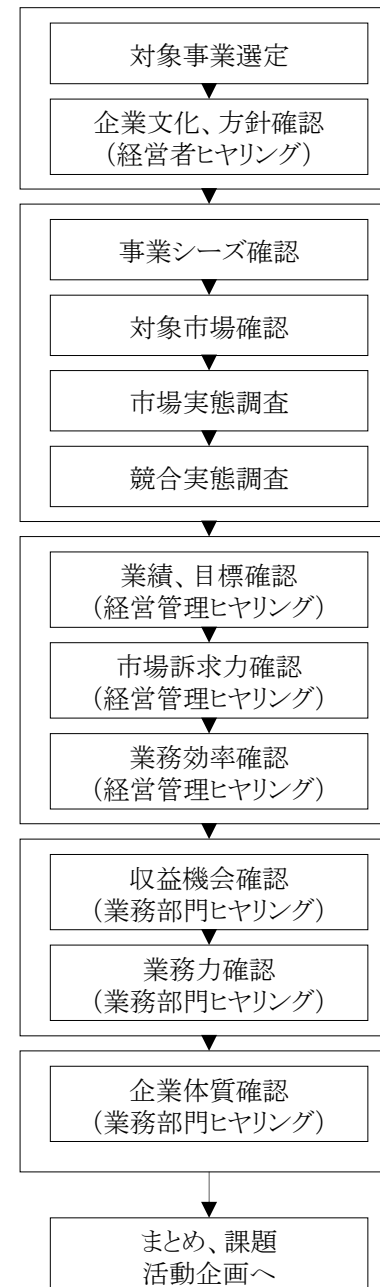 対象事業選定
企業文化、方針確認
（経営者ヒヤリング）
事業シーズ確認
対象市場確認
市場実態調査
競合実態調査
業績、目標確認
（経営管理ヒヤリング）
市場訴求力確認
（経営管理ヒヤリング）
業務効率確認
（経営管理ヒヤリング）
収益機会確認
（業務部門ヒヤリング）
業務力確認
（業務部門ヒヤリング）
企業体質確認
（業務部門ヒヤリング）
まとめ、課題
活動企画へ